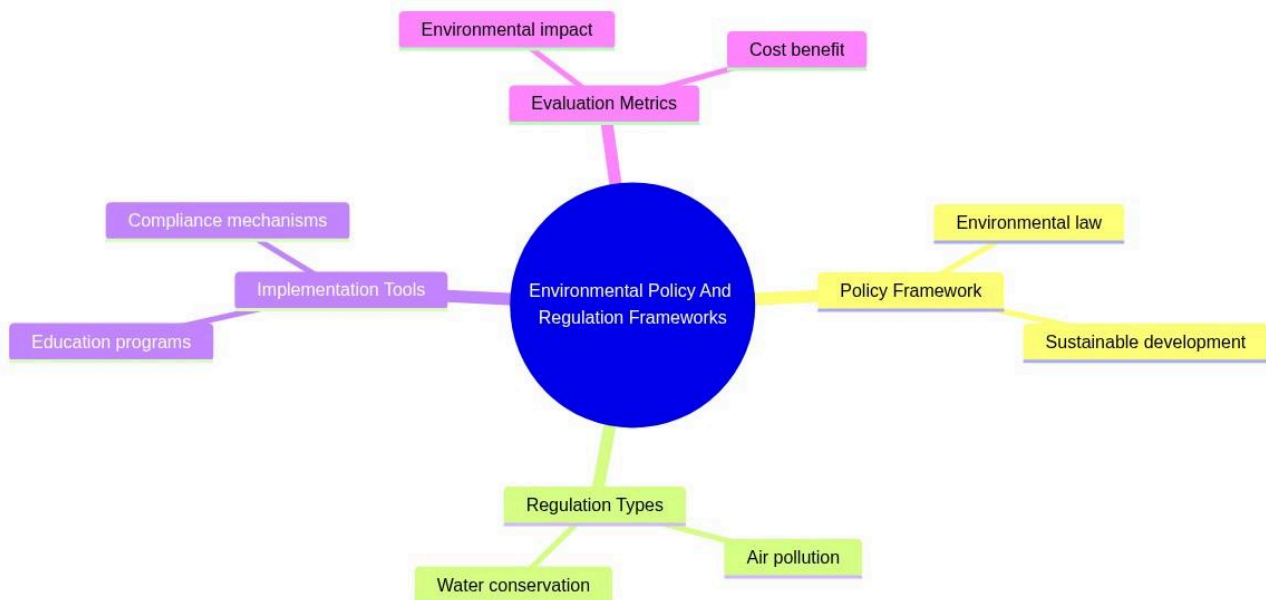 Environmental impact
Cost benefit
Evaluation Metrics
Compliance mechanisms
Environmental law
Implementation Tools
Environmental Policy And
Regulation Frameworks
Policy Framework
Education programs
Sustainable development
Regulation Types
Air pollution
Water conservation